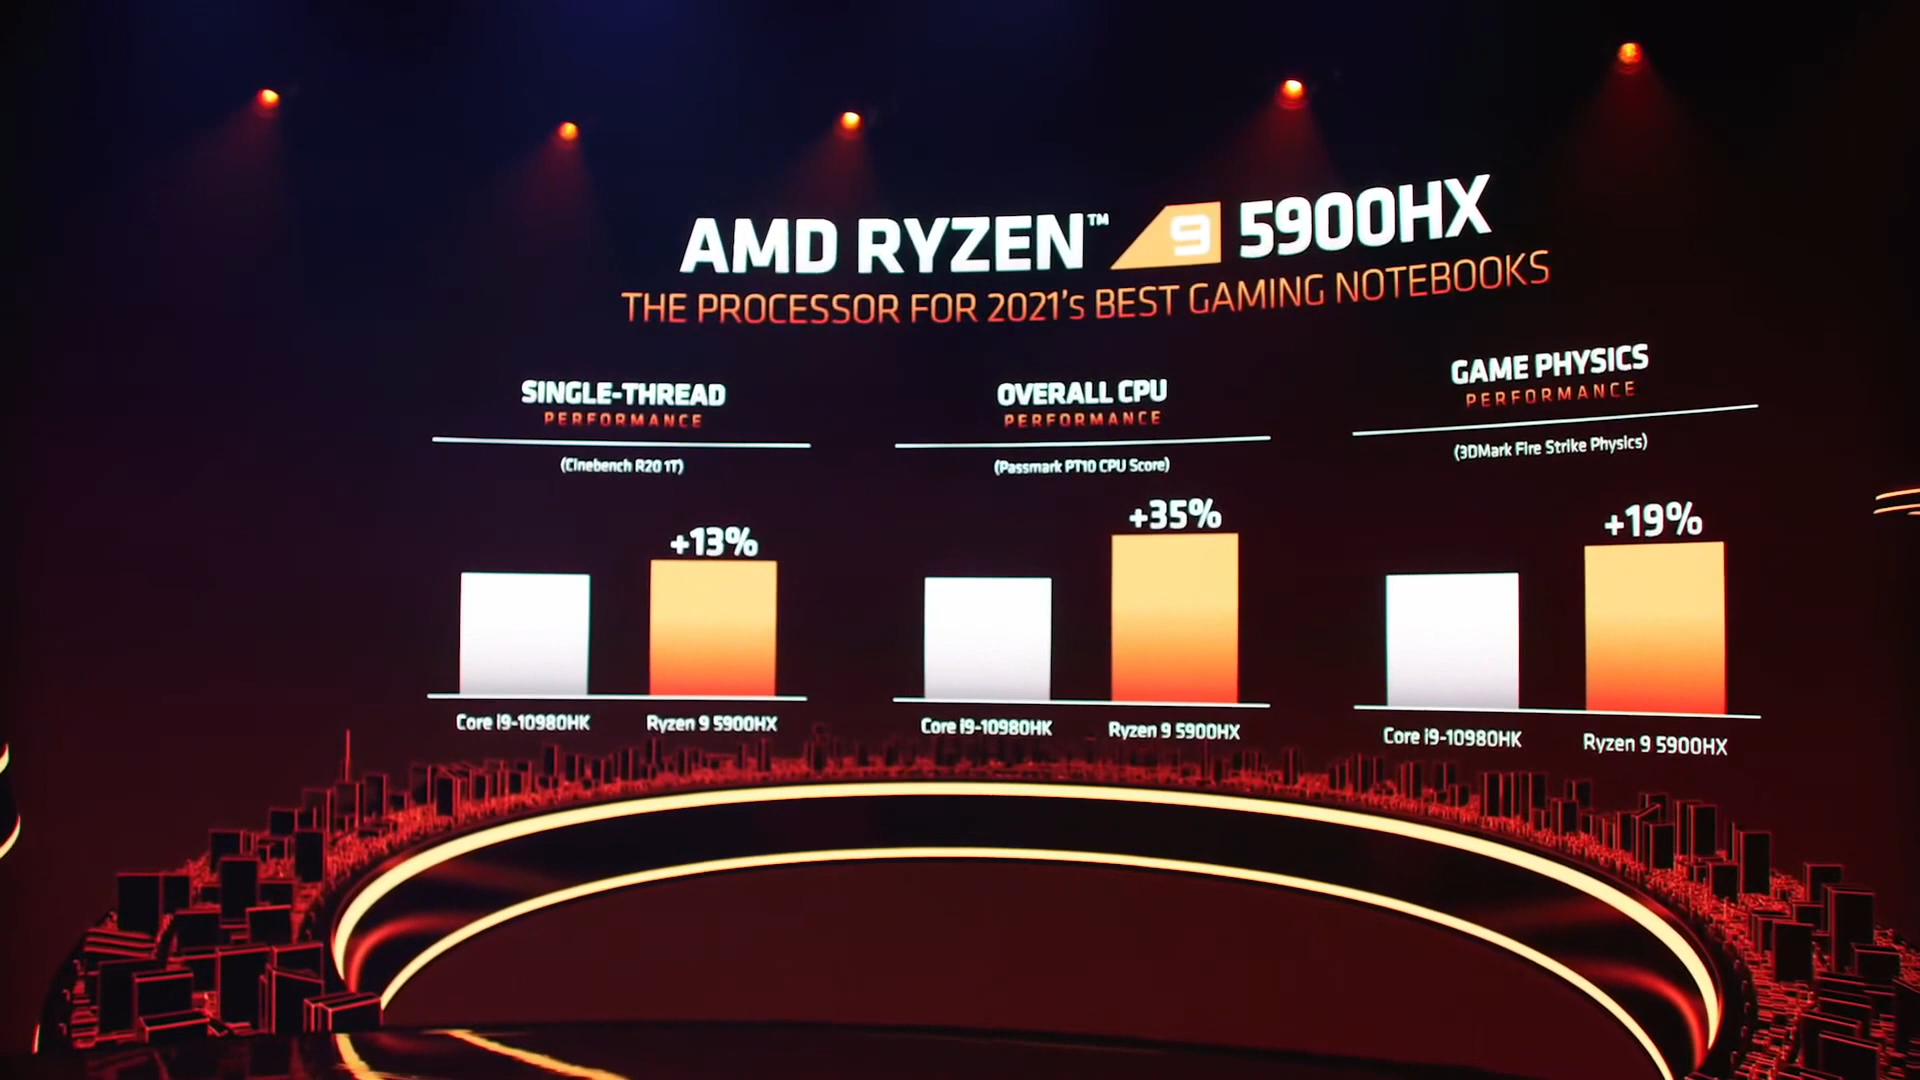 AMD RYZEN™ 9 5900HX
THE PROCESSOR FOR 2021's BEST GAMING NOTEBOOKS
SINGLE-THREAD
PERFORMANCE
(Cinebench R20 1T)
+13%
Core i9-10980HK
Ryzen 9 5900HX
OVERALL CPU
PERFORMANCE
(Passmark PT10 CPU Score)
+35%
Core i9-10980HK
Ryzen 9 5900HX
GAME PHYSICS
PERFORMANCE
(3DMark Fire Strike Physics)
+19%
Core i9-10980HK
Ryzen 9 5900HX